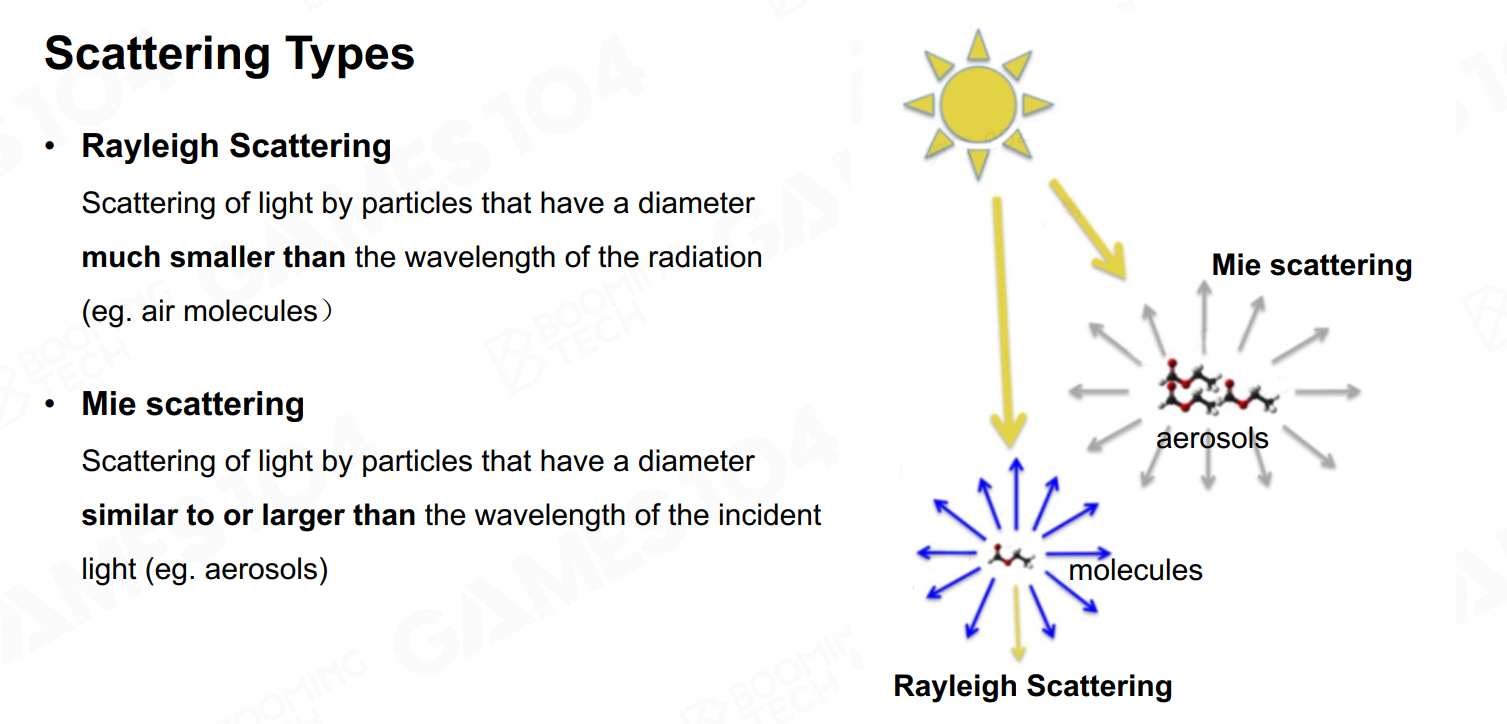 Scattering Types
• Rayleigh Scattering
Scattering of light by particles that have a diameter
much smaller than the wavelength of the radiation
(eg. air molecules）
• Mie scattering
Scattering of light by particles that have a diameter
similar to or larger than the wavelength of the incident
light (eg. aerosols)
Mie scattering
aerosols
molecules
Rayleigh Scattering
GAMES104
BOOMING
TECH